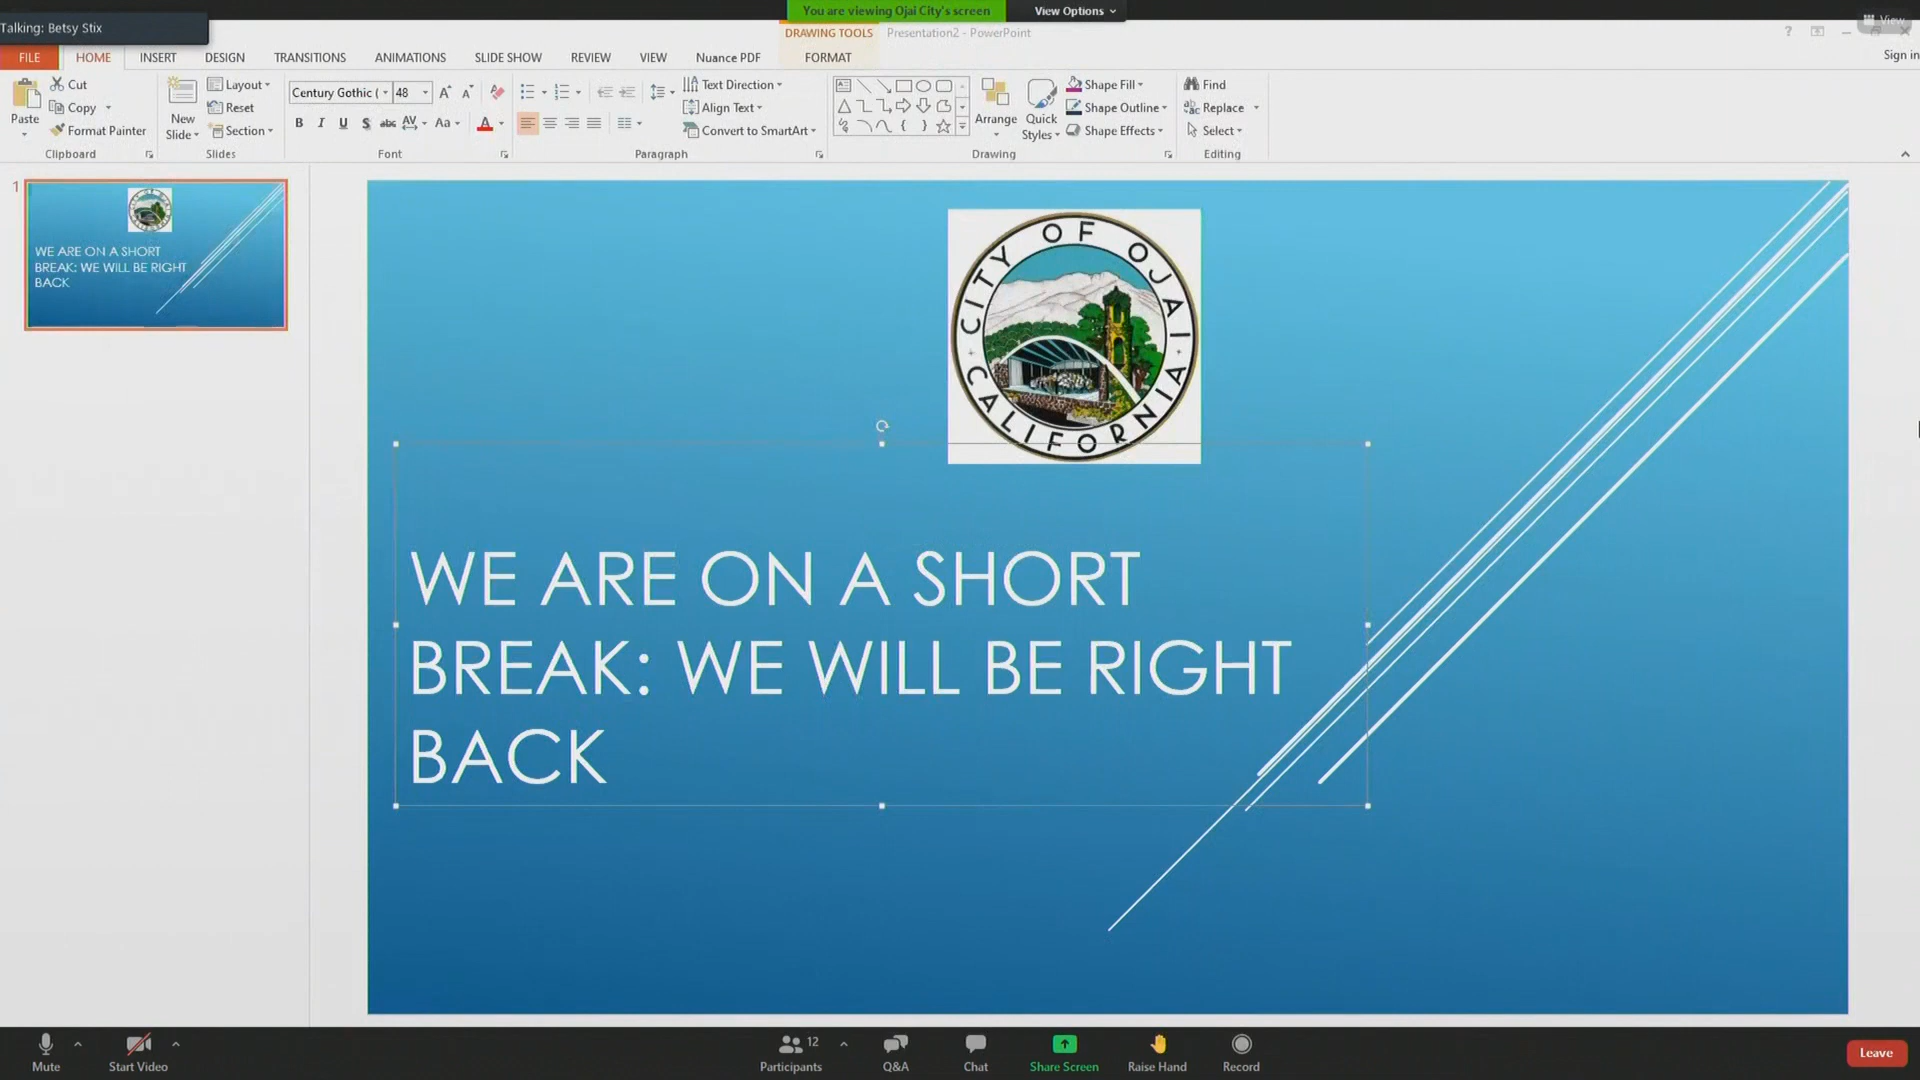 You are viewing Ojai City's screen
View Options
View
Talking: Betsy Stix
DRAWING TOOLS
Presentation2 - PowerPoint
?
FILE
HOME
INSERT
DESIGN
TRANSITIONS
ANIMATIONS
SLIDE SHOW
REVIEW
VIEW
Nuance PDF
FORMAT
Sign in
Paste
Cut
Copy
Format Painter
Clipboard
New
Slide
Layout
Reset
Section
Slides
Century Gothic (
48
B I U S abc AV Aa A
Font
Text Direction
Align Text
Convert to SmartArt
Paragraph
Arrange
Quick
Styles
Shape Fill
Shape Outline
Shape Effects
Drawing
Find
Replace
Select
Editing
1
WE ARE ON A SHORT
BREAK: WE WILL BE RIGHT
BACK
CITY OF OJAI
CALIFORNIA
WE ARE ON A SHORT
BREAK: WE WILL BE RIGHT
BACK
Mute
Start Video
Participants
12
Q&A
Chat
Share Screen
Raise Hand
Record
Leave